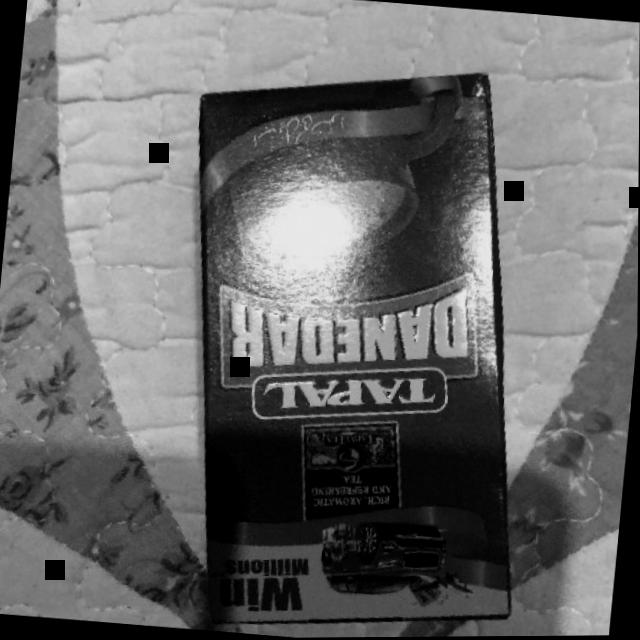 Win
Millions
RICH AROMATIC
AND REFRESHING
TEA
TAPAL
DANEDAR